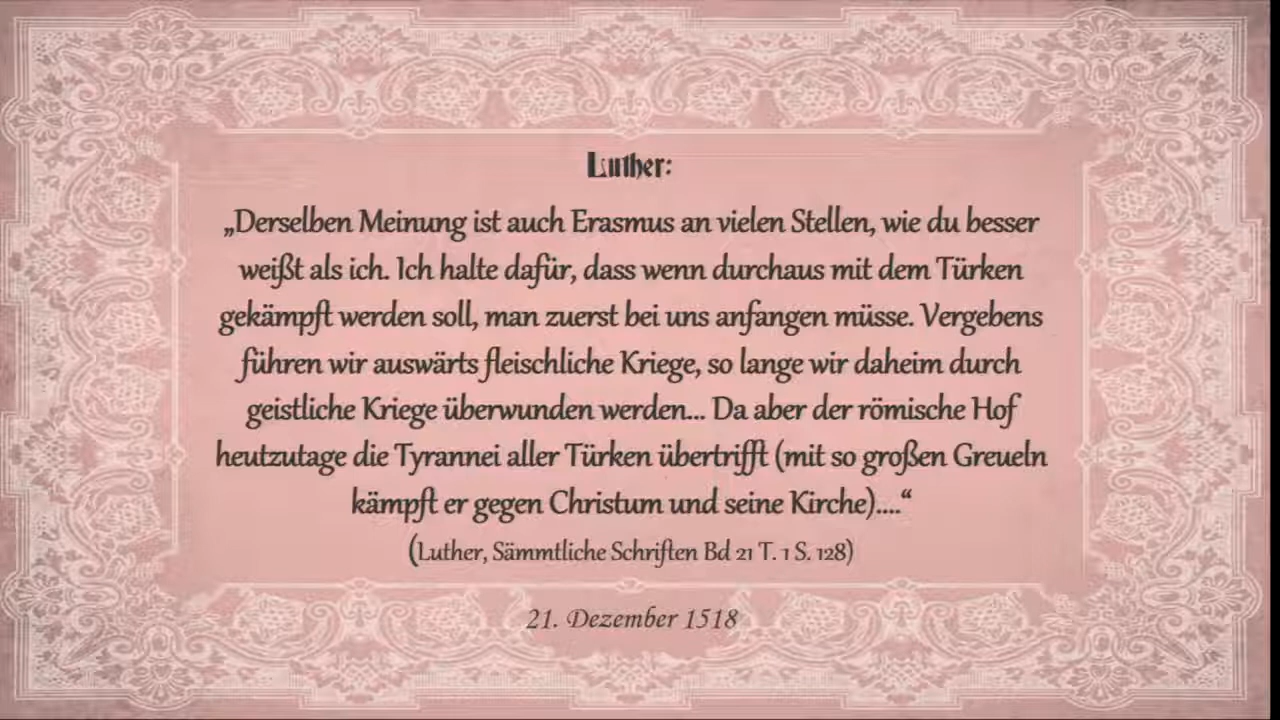 Luther:
„Derselben Meinung ist auch Erasmus an vielen Stellen, wie du besser
weißt als ich. Ich halte dafür, dass wenn durchaus mit dem Türken
gekämpft werden soll, man zuerst bei uns anfangen müsse. Vergebens
führen wir auswärts fleischliche Kriege, so lange wir daheim durch
geistliche Kriege überwunden werden... Da aber der römische Hof
heutzutage die Tyrannei aller Türken übertrifft (mit so großen Greueln
kämpft er gegen Christum und seine Kirche)....“
(Luther, Sämmtliche Schriften Bd 21 T. 1 S. 128)
21. Dezember 1518